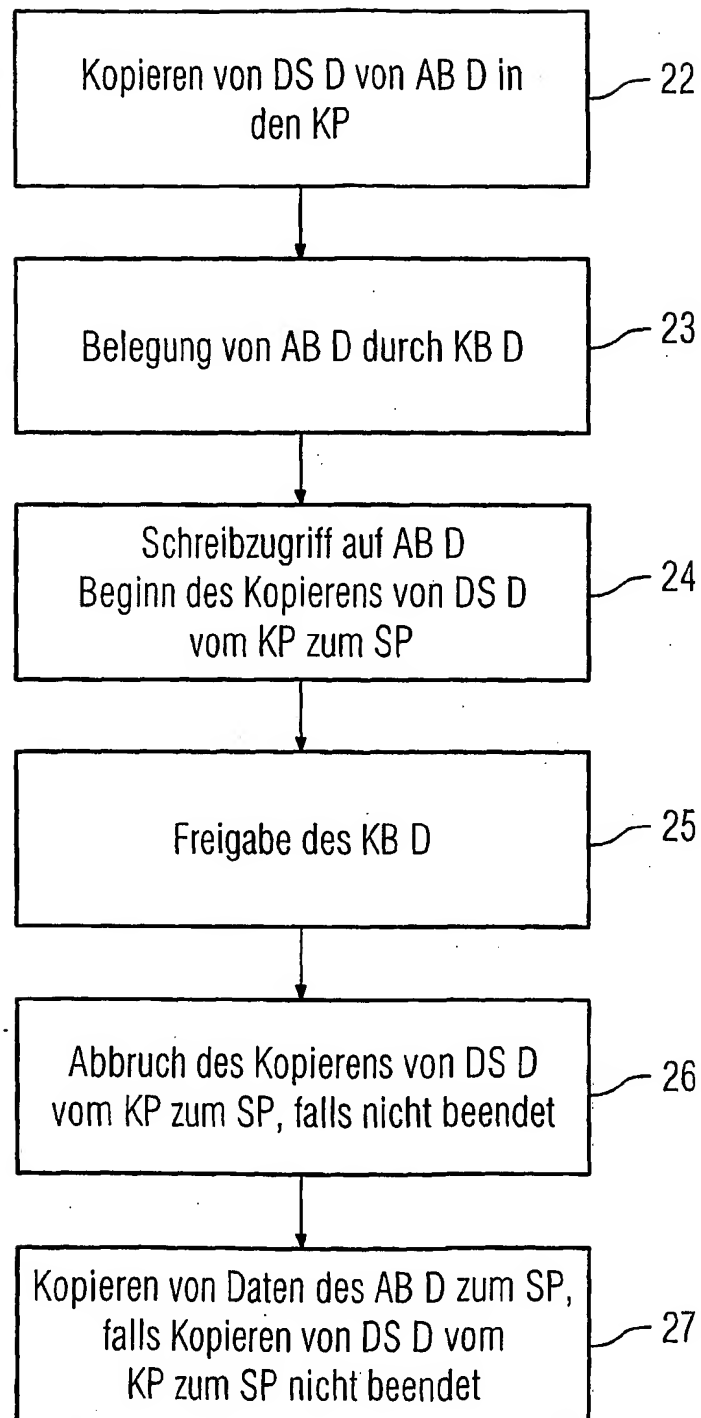 Kopieren von DS D von AB D in
den KP
22
Belegung von AB D durch KB D
23
Schreibzugriff auf AB D
Beginn des Kopierens von DS D
vom KP zum SP
24
Freigabe des KB D
25
Abbruch des Kopierens von DS D
vom KP zum SP, falls nicht beendet
26
Kopieren von Daten des AB D zum SP,
falls Kopieren von DS D vom
KP zum SP nicht beendet
27